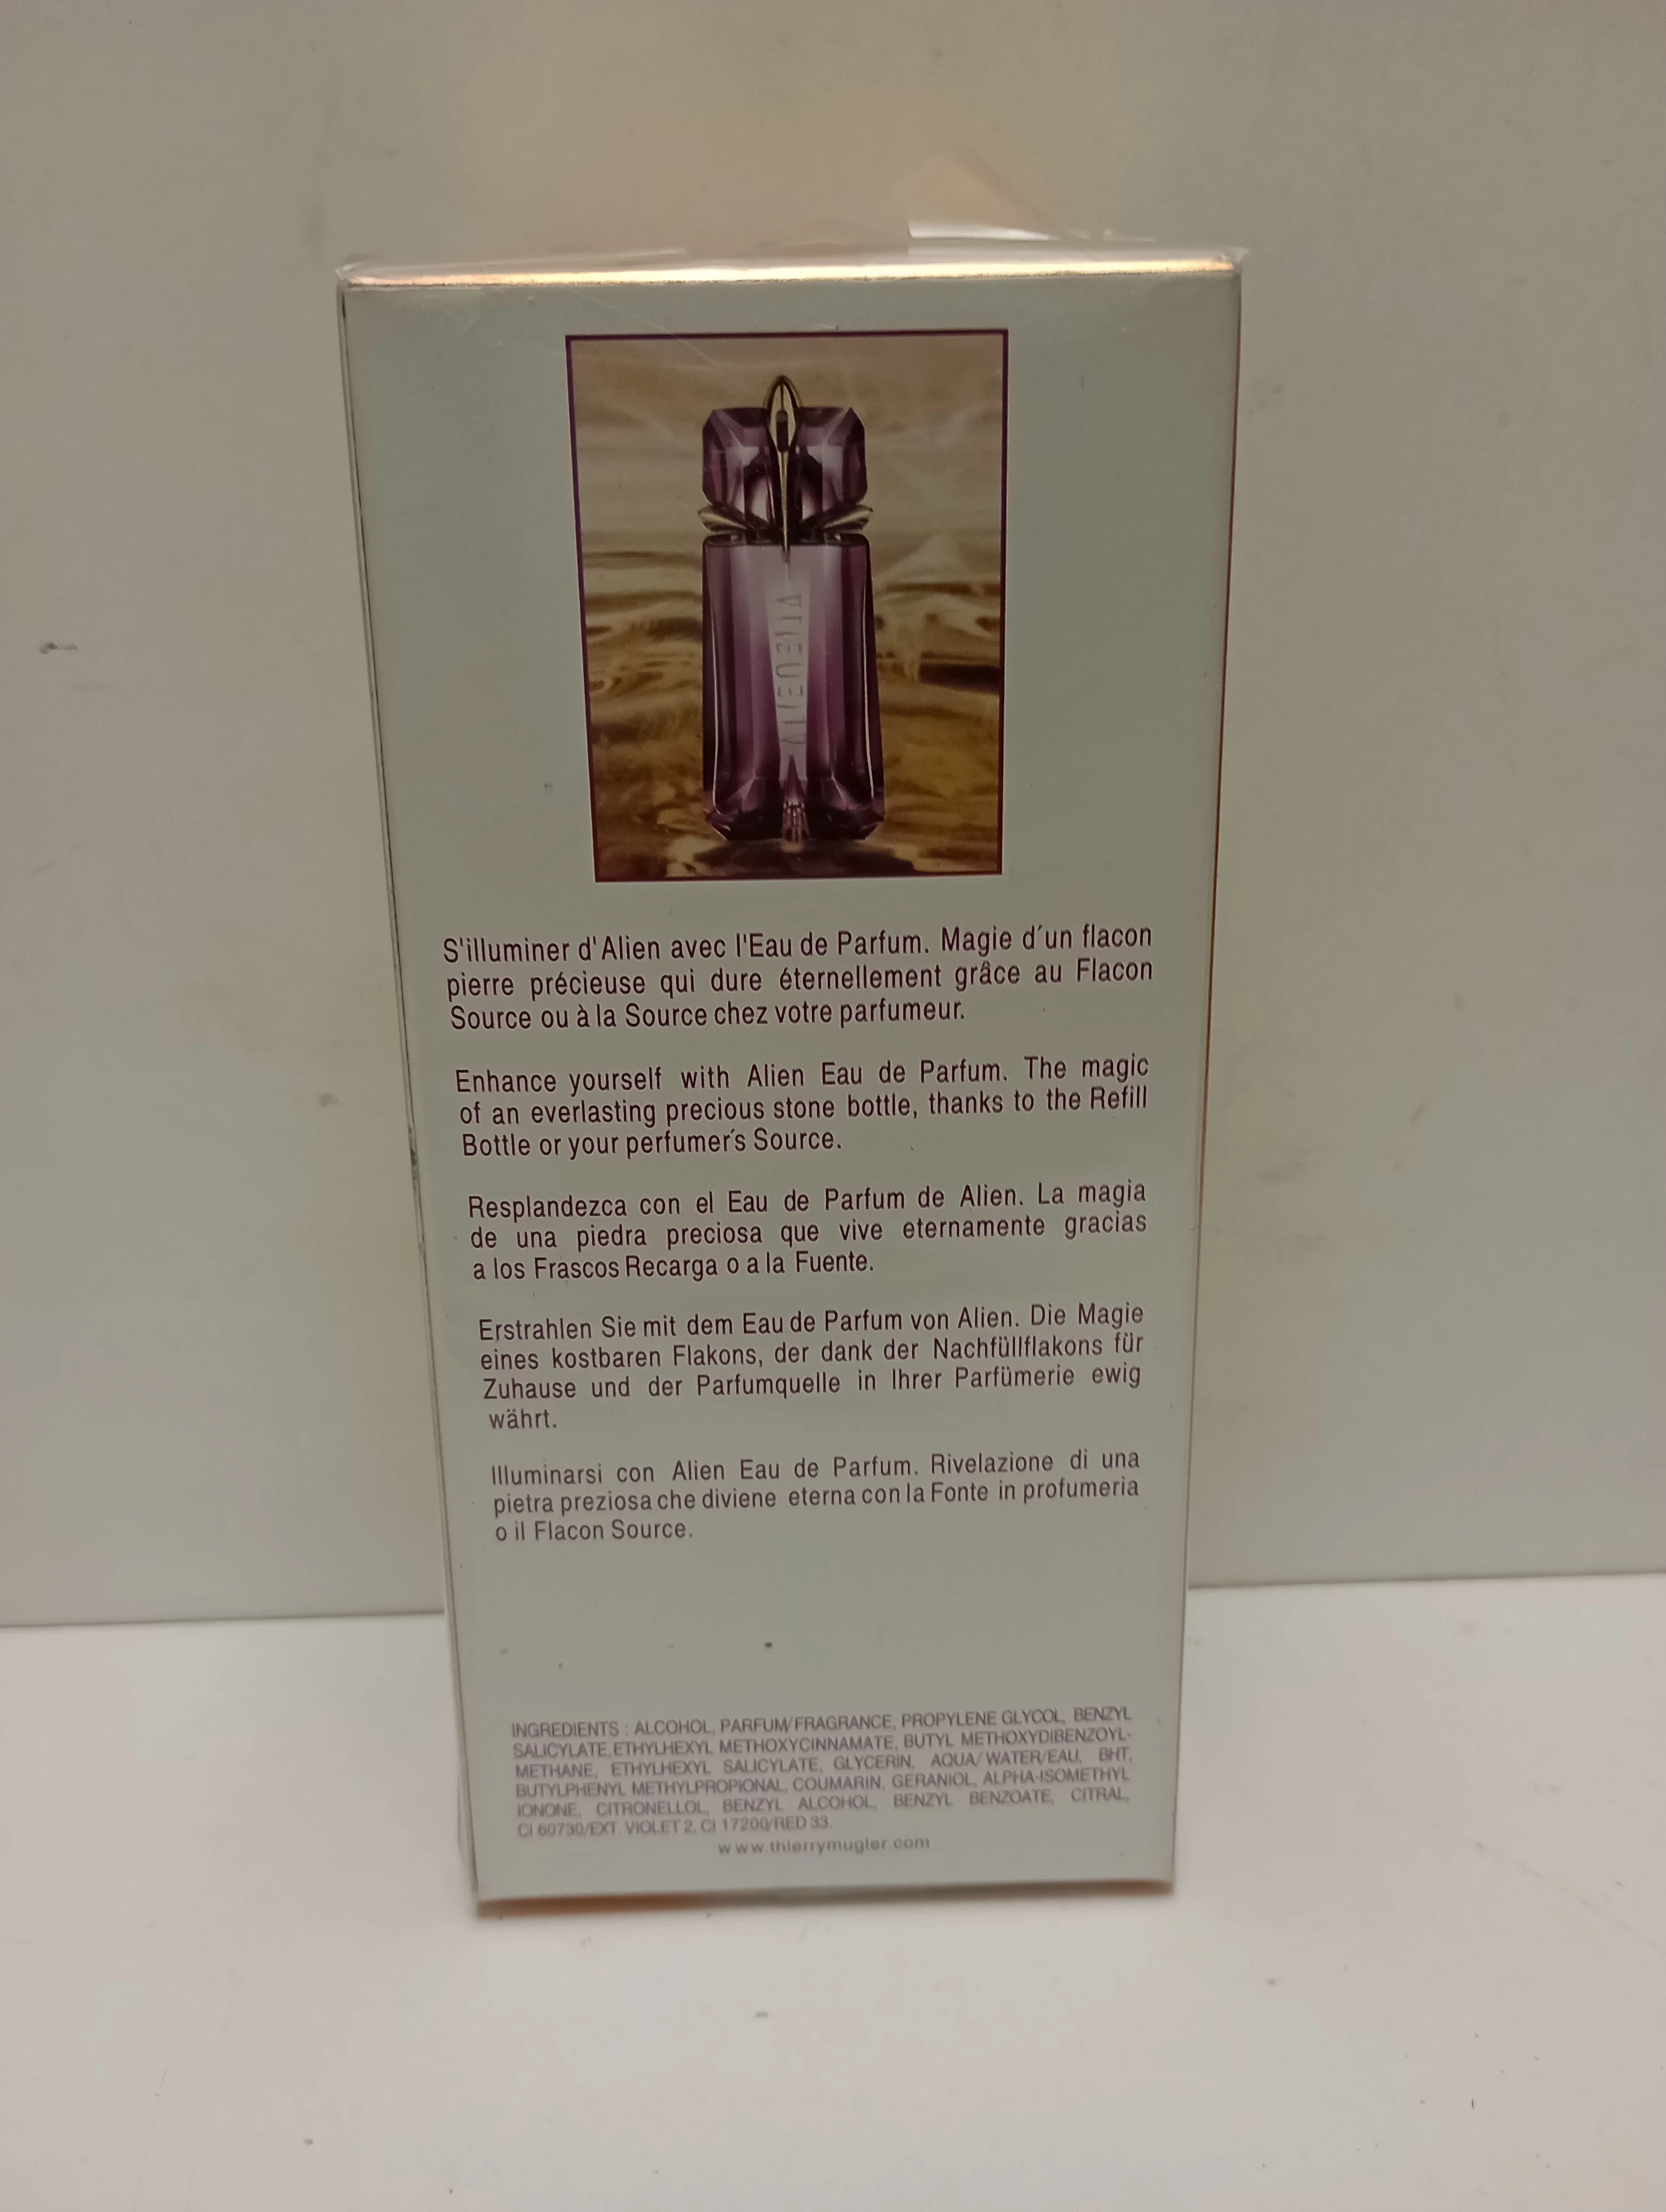 S'illuminer d'Alien avec l'Eau de Parfum. Magie d´un flacon
pierre précieuse qui dure éternellement grâce au Flacon
Source ou à la Source chez votre parfumeur.
Enhance yourself with Alien Eau de Parfum. The magic
of an everlasting precious stone bottle, thanks to the Refill
Bottle or your perfumer´s Source.
Resplandezca con el Eau de Parfum de Alien. La magia
de una piedra preciosa que vive eternamente gracias
a los Frascos Recarga o a la Fuente.
Erstrahlen Sie mit dem Eau de Parfum von Alien. Die Magie
eines kostbaren Flakons, der dank der Nachfüllflakons für
Zuhause und der Parfumquelle in Ihrer Parfümerie ewig
währt.
Illuminarsi con Alien Eau de Parfum. Rivelazione di una
pietra preziosa che diviene eterna con la Fonte in profumeria
o il Flacon Source.
INGREDIENTS : ALCOHOL, PARFUM/FRAGRANCE, PROPYLENE GLYCOL, BENZYL
SALICYLATE, ETHYLHEXYL METHOXYCINNAMATE, BUTYL METHOXYDIBENZOYL-
METHANE, ETHYLHEXYL SALICYLATE, GLYCERIN, AQUA/WATER/EAU, BHT,
BUTYLPHENYL METHYLPROPIONAL, COUMARIN, GERANIOL, ALPHA-ISOMETHYL
IONONE, CITRONELLOL, BENZYL ALCOHOL, BENZYL BENZOATE, CITRAL,
CI 60730/EXT. VIOLET 2, CI 17200/RED 33.
www.thierrymugler.com